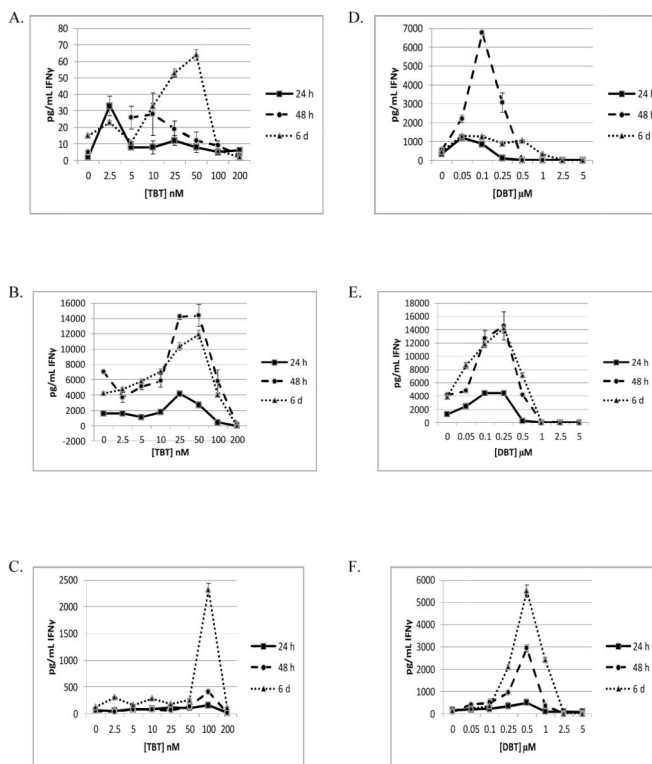 A.
80
70
60
50
40
30
20
10
0
pg/mL IFNγ
0 2.5 5 10 25 50 100 200
[TBT] nM
24 h
48 h
6 d
D.
7000
6000
5000
4000
3000
2000
1000
0
pg/mL IFNγ
0 0.05 0.1 0.25 0.5 1 2.5 5
[DBT] μM
24 h
48 h
6 d
B.
16000
14000
12000
10000
8000
6000
4000
2000
0
-2000
pg/mL IFNγ
0 2.5 5 10 25 50 100 200
[TBT] nM
24 h
48 h
6 d
E.
18000
16000
14000
12000
10000
8000
6000
4000
2000
0
pg/mL IFNγ
0 0.05 0.1 0.25 0.5 1 2.5 5
[DBT] μM
24 h
48 h
6 d
C.
2500
2000
1500
1000
500
0
pg/mL IFNγ
0 2.5 5 10 25 50 100 200
[TBT] nM
24 h
48 h
6 d
F.
6000
5000
4000
3000
2000
1000
0
pg/mL IFNγ
0 0.05 0.1 0.25 0.5 1 2.5 5
[DBT] μM
24 h
48 h
6 d